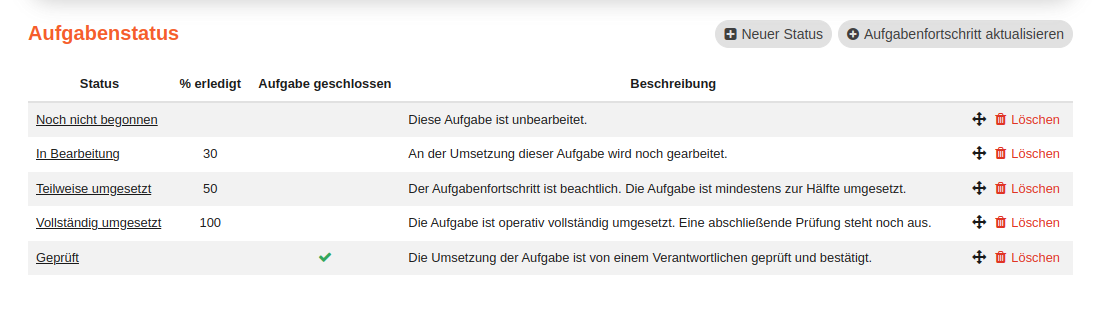 Aufgabenstatus
Neuer Status Aufgabenfortschritt aktualisieren
Status % erledigt Aufgabe geschlossen Beschreibung
Noch nicht begonnen Diese Aufgabe ist unbearbeitet. Löschen
In Bearbeitung 30 An der Umsetzung dieser Aufgabe wird noch gearbeitet. Löschen
Teilweise umgesetzt 50 Der Aufgabenfortschritt ist beachtlich. Die Aufgabe ist mindestens zur Hälfte umgesetzt. Löschen
Vollständig umgesetzt 100 Die Aufgabe ist operativ vollständig umgesetzt. Eine abschließende Prüfung steht noch aus. Löschen
Geprüft Die Umsetzung der Aufgabe ist von einem Verantwortlichen geprüft und bestätigt. Löschen